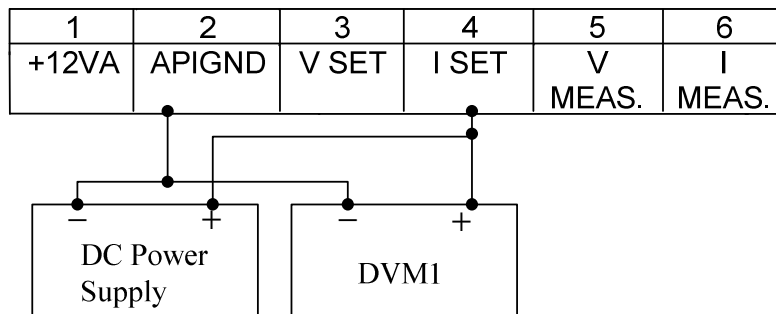 1 2 3 4 5 6
+12VA APIGND V SET I SET V MEAS. I MEAS.
− + − +
DC Power Supply
DVM1